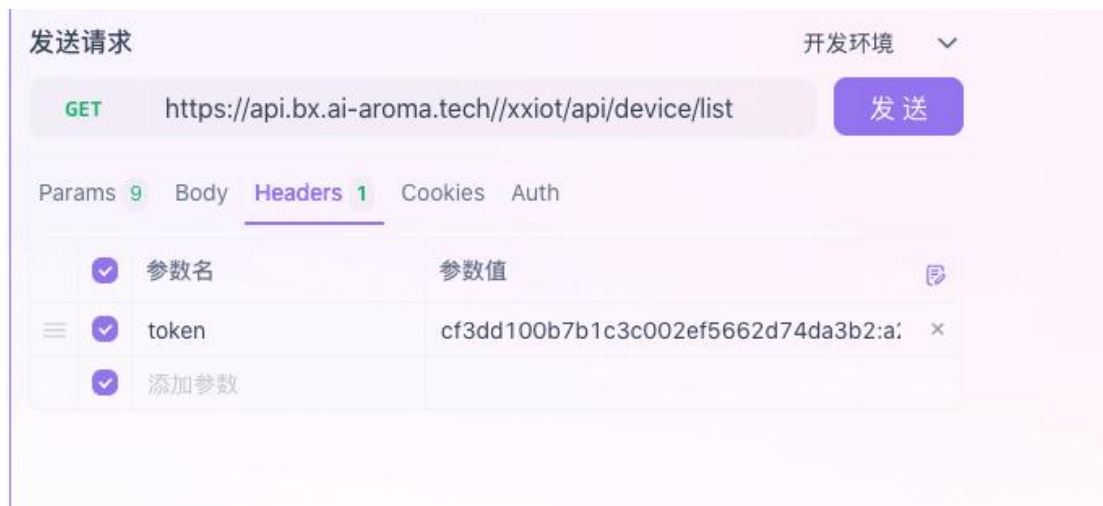 发送请求 开发环境
GET https://api.bx.ai-aroma.tech//xxiot/api/device/list 发 送
Params 9 Body Headers 1 Cookies Auth
参数名 参数值
token cf3dd100b7b1c3c002ef5662d74da3b2:a2
添加参数